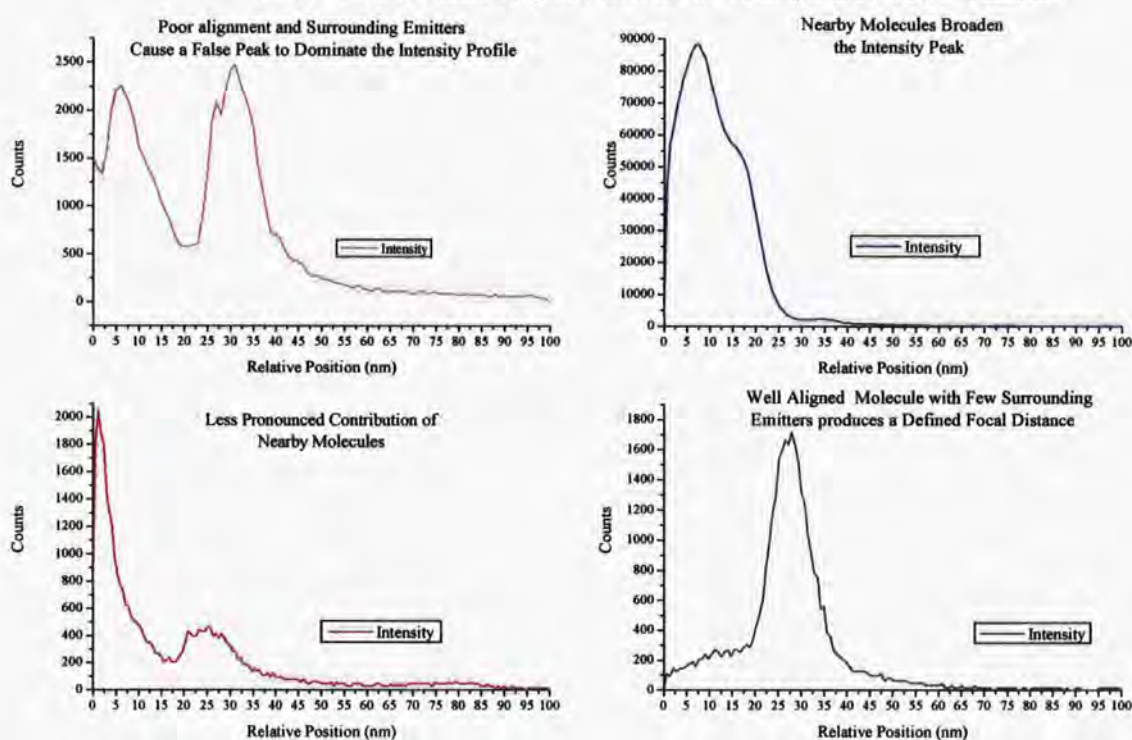 Poor alignment and Surrounding Emitters
Cause a False Peak to Dominate the Intensity Profile
2500
2000
1500
1000
500
0
Counts
Intensity
0 5 10 15 20 25 30 35 40 45 50 55 60 65 70 75 80 85 90 95 100
Relative Position (nm)
Nearby Molecules Broaden
the Intensity Peak
90000
80000
70000
60000
50000
40000
30000
20000
10000
0
Counts
Intensity
0 5 10 15 20 25 30 35 40 45 50 55 60 65 70 75 80 85 90 95 100
Relative Position (nm)
Less Pronounced Contribution of
Nearby Molecules
2000
1800
1600
1400
1200
1000
800
600
400
200
0
Counts
Intensity
0 5 10 15 20 25 30 35 40 45 50 55 60 65 70 75 80 85 90 95 100
Relative Position (nm)
Well Aligned Molecule with Few Surrounding
Emitters produces a Defined Focal Distance
1800
1600
1400
1200
1000
800
600
400
200
0
Counts
Intensity
0 5 10 15 20 25 30 35 40 45 50 55 60 65 70 75 80 85 90 95 100
Relative Position (nm)